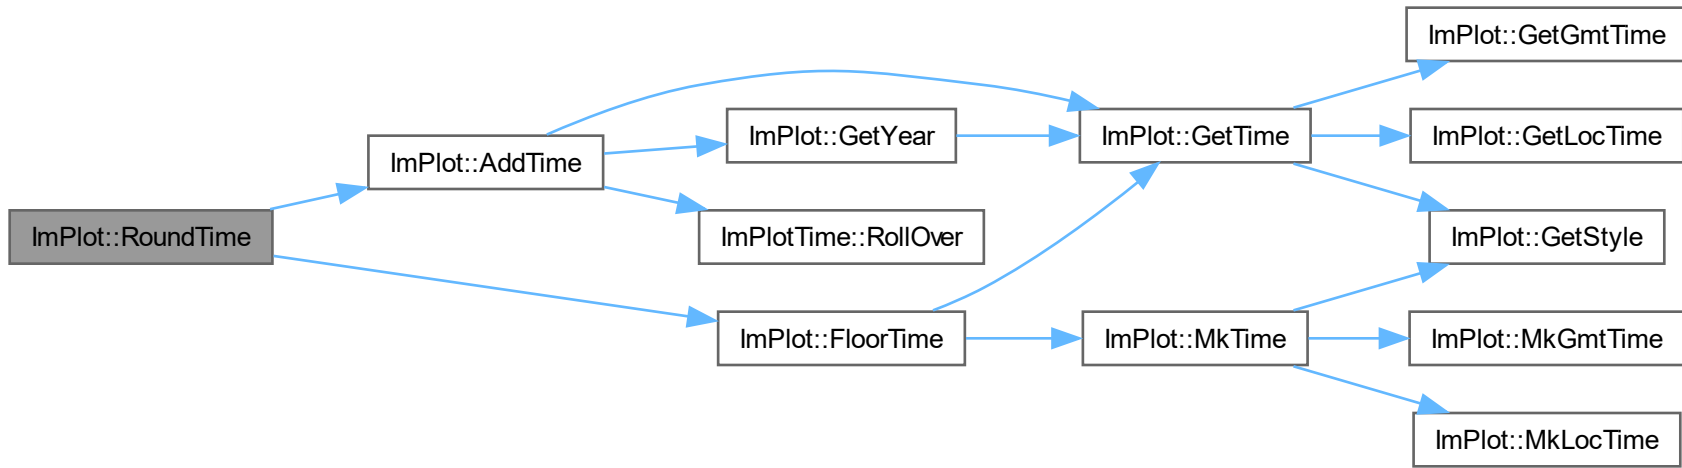 ImPlot::RoundTime
ImPlot::AddTime
ImPlot::GetYear
ImPlotTime::RollOver
ImPlot::FloorTime
ImPlot::GetTime
ImPlot::MkTime
ImPlot::GetGmtTime
ImPlot::GetLocTime
ImPlot::GetStyle
ImPlot::MkGmtTime
ImPlot::MkLocTime